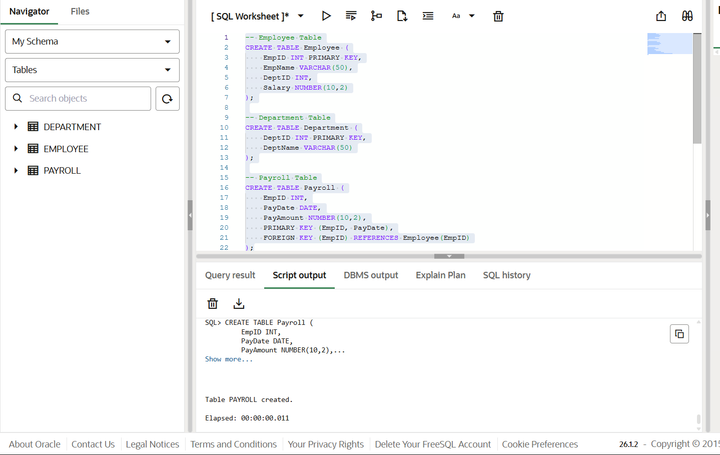 Navigator
Files
My Schema
Tables
Search objects
DEPARTMENT
EMPLOYEE
PAYROLL
[ SQL Worksheet ]*
Aa
1 -- Employee Table
2 CREATE TABLE Employee (
3 EmpID INT PRIMARY KEY,
4 EmpName VARCHAR(50),
5 DeptID INT,
6 Salary NUMBER(10,2)
7 );
8
9 -- Department Table
10 CREATE TABLE Department (
11 DeptID INT PRIMARY KEY,
12 DeptName VARCHAR(50)
13 );
14
15 -- Payroll Table
16 CREATE TABLE Payroll (
17 EmpID INT,
18 PayDate DATE,
19 PayAmount NUMBER(10,2),
20 PRIMARY KEY (EmpID, PayDate),
21 FOREIGN KEY (EmpID) REFERENCES Employee(EmpID)
22 );
Query result Script output DBMS output Explain Plan SQL history
SQL> CREATE TABLE Payroll (
EmpID INT,
PayDate DATE,
PayAmount NUMBER(10,2),...
Show more...
Table PAYROLL created.
Elapsed: 00:00:00.011
About Oracle Contact Us Legal Notices Terms and Conditions Your Privacy Rights Delete Your FreeSQL Account Cookie Preferences 26.1.2 - Copyright © 2015